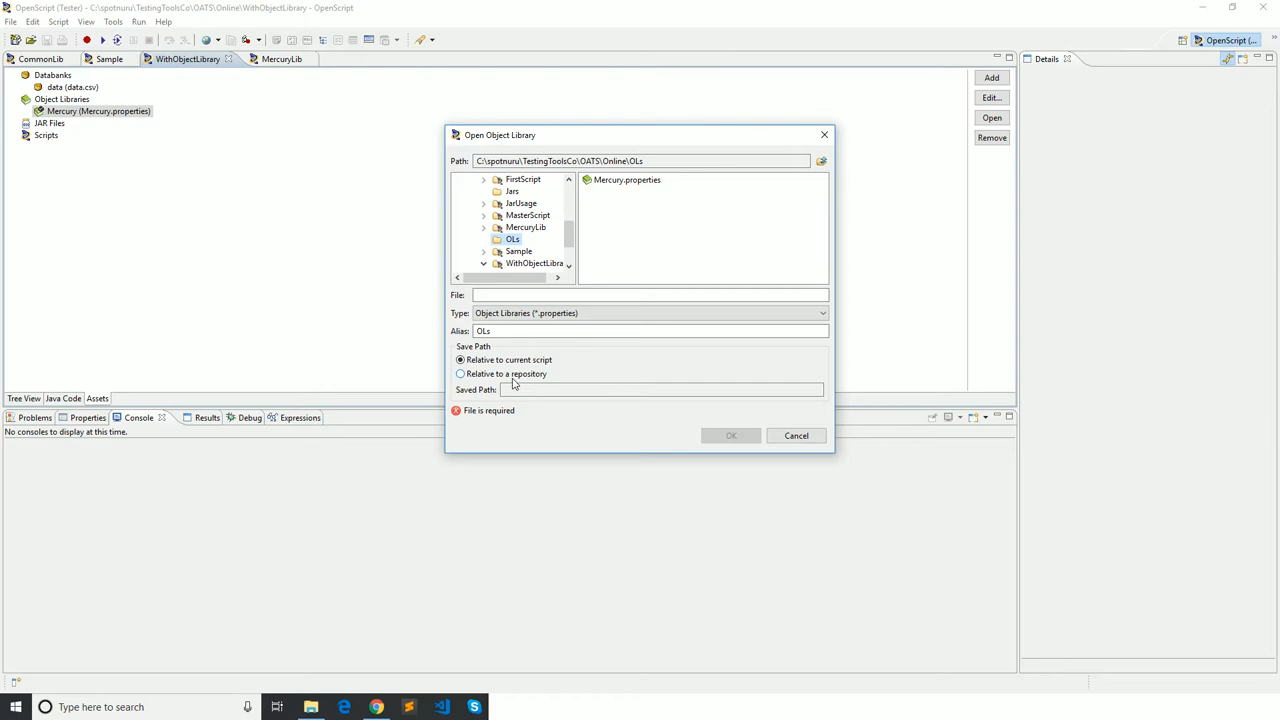 OpenScript (Tester) - C:\spotnuru\TestingToolsCo\OATS\Online\WithObjectLibrary - OpenScript
File Edit Script View Tools Run Help
OpenScript (...
CommonLib Sample WithObjectLibrary MercuryLib
Details
Databanks
data (data.csv)
Object Libraries
Mercury (Mercury.properties)
JAR Files
Scripts
Add
Edit...
Open
Remove
Open Object Library
Path: C:\spotnuru\TestingToolsCo\OATS\Online\OLs
FirstScript
Jars
JarUsage
MasterScript
MercuryLib
OLs
Sample
WithObjectLibra
Mercury.properties
File:
Type: Object Libraries (*.properties)
Alias: OLs
Save Path
Relative to current script
Relative to a repository
Saved Path:
File is required
OK Cancel
Tree View Java Code Assets
Problems Properties Console Results Debug Expressions
No consoles to display at this time.
Type here to search